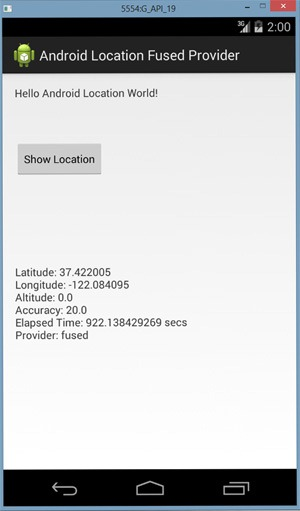 5554:G_API_19
3G 2:00
Android Location Fused Provider
Hello Android Location World!
Show Location
Latitude: 37.422005
Longitude: -122.084095
Altitude: 0.0
Accuracy: 20.0
Elapsed Time: 922.138429269 secs
Provider: fused